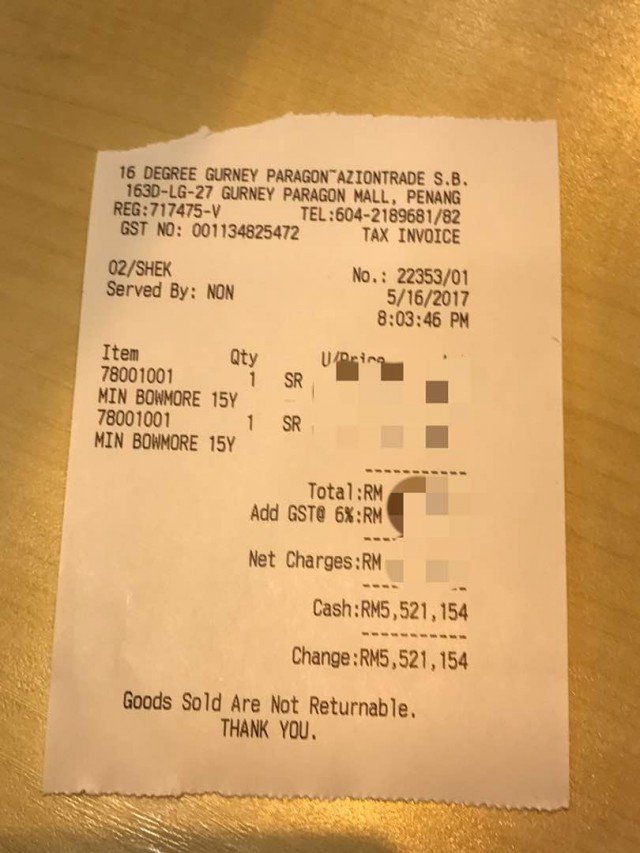 16 DEGREE GURNEY PARAGON~AZIONTRADE S.B.
163D-LG-27 GURNEY PARAGON MALL, PENANG
REG:717475-V TEL:604-2189681/82
GST NO: 001134825472 TAX INVOICE
02/SHEK No.: 22353/01
Served By: NON 5/16/2017
8:03:46 PM
Item Qty U/Price
78001001 1 SR
MIN BOWMORE 15Y
78001001 1 SR
MIN BOWMORE 15Y
Total:RM
Add GST@ 6%:RM
Net Charges:RM
Cash:RM5,521,154
Change:RM5,521,154
Goods Sold Are Not Returnable.
THANK YOU.